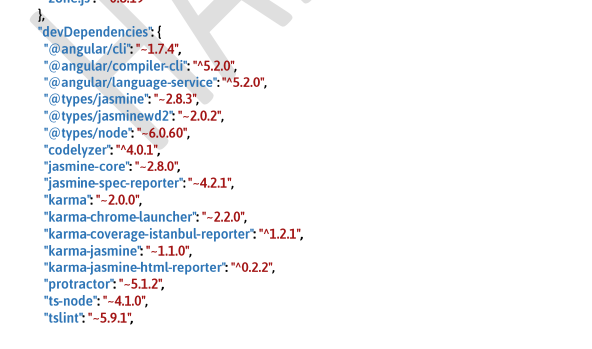 "zone.js": "^0.8.19"
},
"devDependencies": {
"@angular/cli": "~1.7.4",
"@angular/compiler-cli": "^5.2.0",
"@angular/language-service": "^5.2.0",
"@types/jasmine": "~2.8.3",
"@types/jasminewd2": "~2.0.2",
"@types/node": "~6.0.60",
"codelyzer": "^4.0.1",
"jasmine-core": "~2.8.0",
"jasmine-spec-reporter": "~4.2.1",
"karma": "~2.0.0",
"karma-chrome-launcher": "~2.2.0",
"karma-coverage-istanbul-reporter": "^1.2.1",
"karma-jasmine": "~1.1.0",
"karma-jasmine-html-reporter": "^0.2.2",
"protractor": "~5.1.2",
"ts-node": "~4.1.0",
"tslint": "~5.9.1",